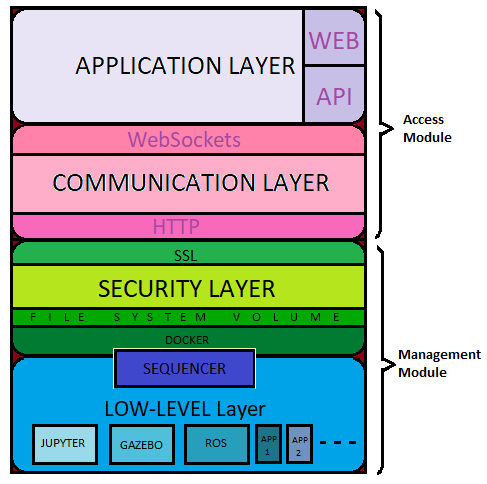 APPLICATION LAYER
WEB
API
WebSockets
COMMUNICATION LAYER
HTTP
Access
Module
SSL
SECURITY LAYER
FILE SYSTEM VOLUME
DOCKER
SEQUENCER
LOW-LEVEL Layer
JUPYTER
GAZEBO
ROS
APP
1
APP
2
Management
Module